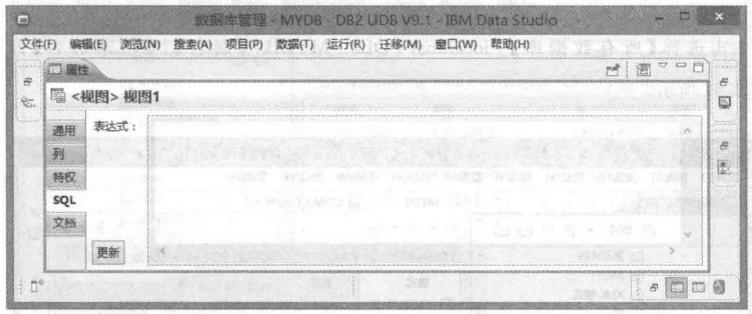 数据库管理 - MYDB - DB2 UDB V9.1 - IBM Data Studio
文件(F) 编辑(E) 浏览(N) 搜索(A) 项目(P) 数据(T) 运行(R) 迁移(M) 窗口(W) 帮助(H)
属性
<视图> 视图1
通用
表达式：
列
特权
SQL
文档
更新